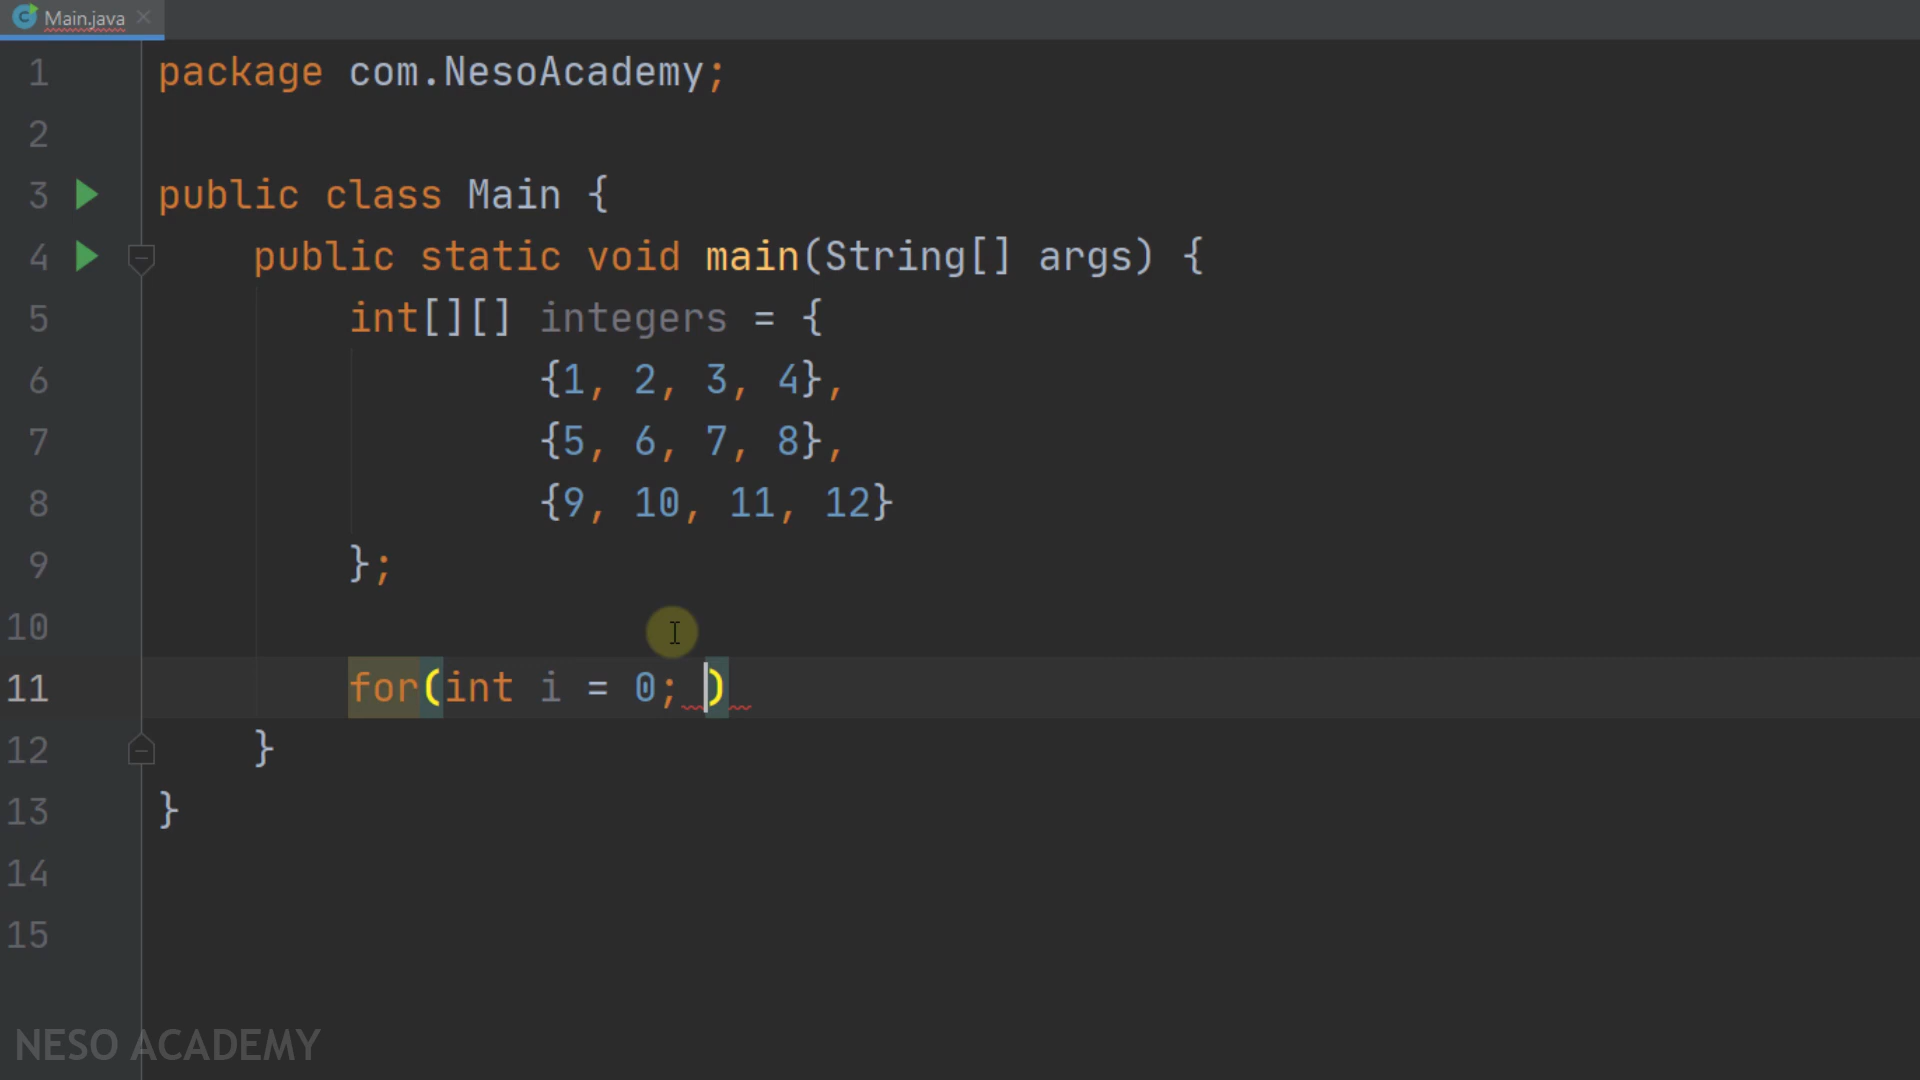 Main.java
1 package com.NesoAcademy;
2
3 public class Main {
4 public static void main(String[] args) {
5 int[][] integers = {
6 {1, 2, 3, 4},
7 {5, 6, 7, 8},
8 {9, 10, 11, 12}
9 };
10
11 for(int i = 0; )
12 }
13 }
14
15
NESO ACADEMY